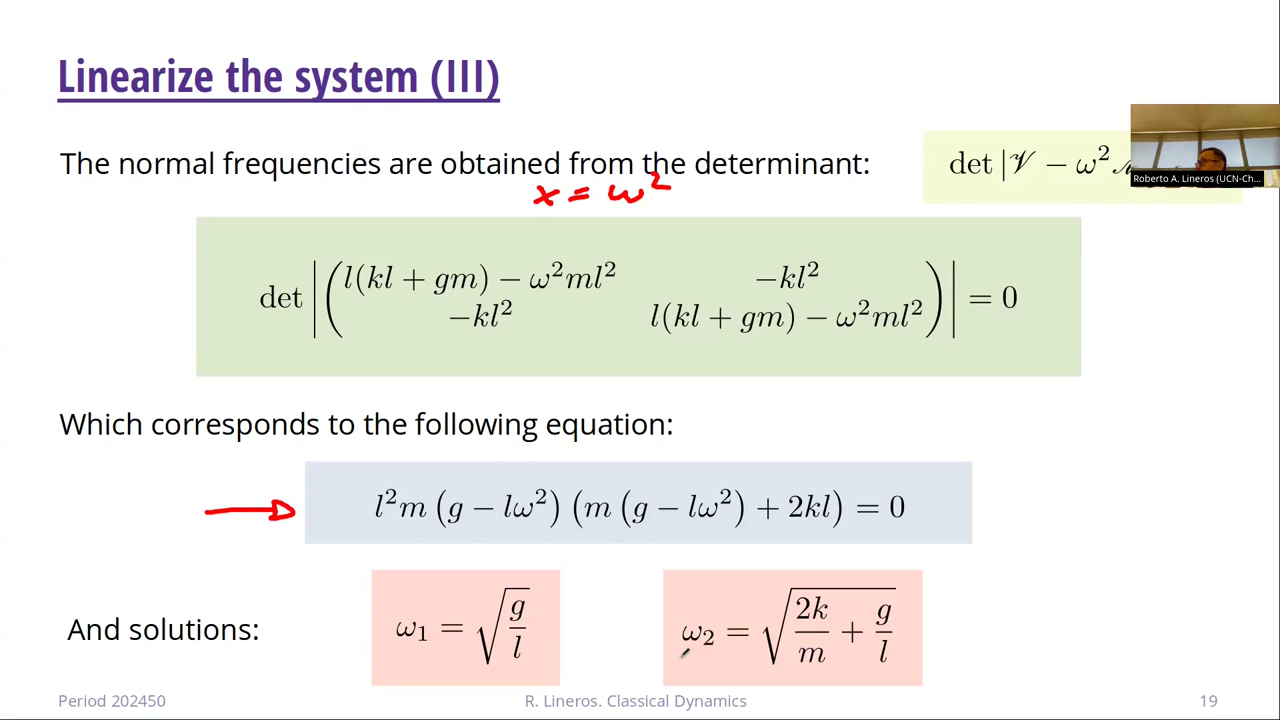 Linearize the system (III)
The normal frequencies are obtained from the determinant:
det |𝒱 − ω²ℳ
Roberto A. Lineros (UCN-Ch...
x = ω²
det |( l(kl + gm) − ω²ml²   −kl²
−kl²   l(kl + gm) − ω²ml² )| = 0
Which corresponds to the following equation:
l²m (g − lω²) (m (g − lω²) + 2kl) = 0
And solutions:
ω₁ = √(g/l)
ω₂ = √(2k/m + g/l)
Period 202450
R. Lineros. Classical Dynamics
19